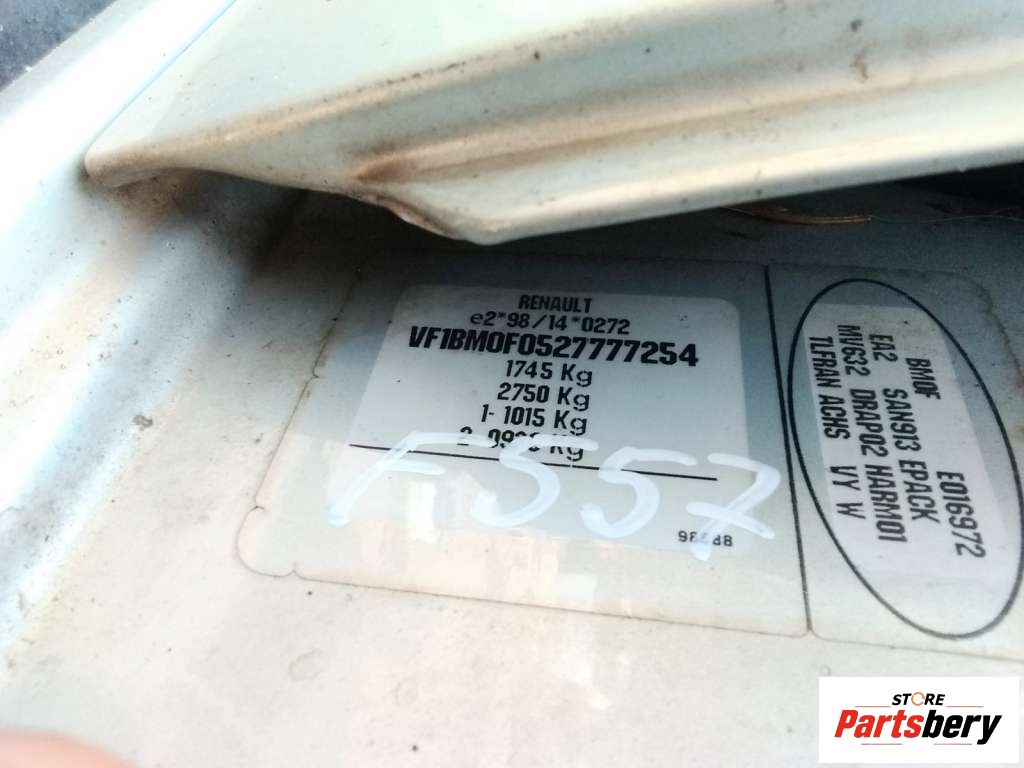 RENAULT
e2*98/14*0272
VF1BM0F0527777254
1745 Kg
2750 Kg
1- 1015 Kg
Kg
F557
BM0F E016972
EA2 SAN913 EPACK
MV632 DRAP02 HARM01
TLFRAN ACHS VY W
STORE
Partsbery